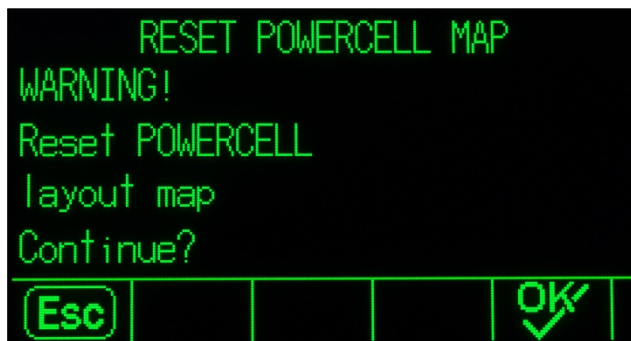 RESET POWERCELL MAP
WARNING!
Reset POWERCELL
layout map
Continue?
Esc OK